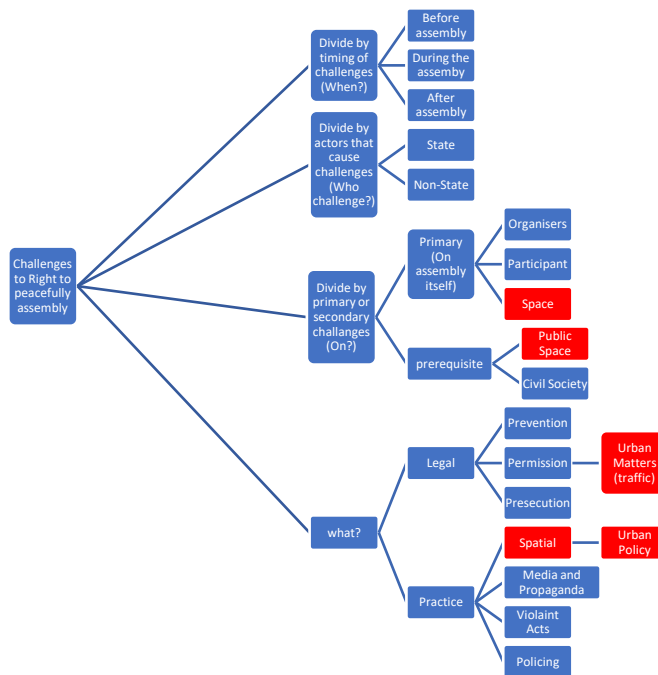 Challenges
to Right to
peacefully
assembly
Divide by
timing of
challenges
(When?)
Before
assembly
During the
assemby
After
assembly
Divide by
actors that
cause
challenges
(Who
challenge?)
State
Non-State
Divide by
primary or
secondary
challanges
(On?)
Primary
(On
assembly
itself)
Organisers
Participant
Space
prerequisite
Public
Space
Civil Society
what?
Legal
Prevention
Permission
Urban
Matters
(traffic)
Presecution
Practice
Spatial
Urban
Policy
Media and
Propaganda
Violaint
Acts
Policing